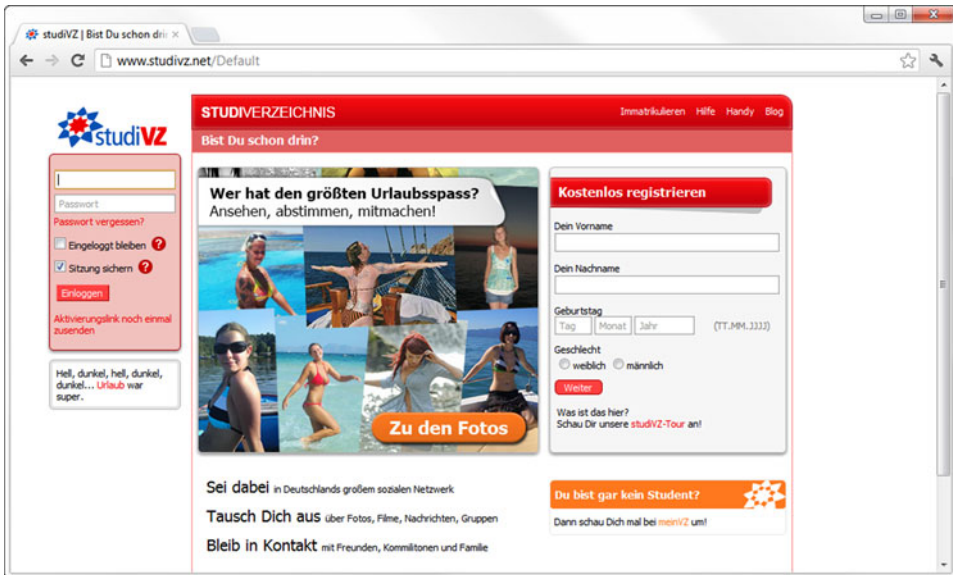 studiVZ | Bist Du schon dri
www.studivz.net/Default
studiVZ
STUDIVERZEICHNIS
Immatrikulieren Hilfe Handy Blog
Bist Du schon drin?
Passwort
Passwort vergessen?
Eingeloggt bleiben ?
Sitzung sichern ?
Einloggen
Aktivierungslink noch einmal
zusenden
Hell, dunkel, hell, dunkel,
dunkel... Urlaub war
super.
Wer hat den größten Urlaubsspass?
Ansehen, abstimmen, mitmachen!
Zu den Fotos
Kostenlos registrieren
Dein Vorname
Dein Nachname
Geburtstag
Tag Monat Jahr (TT.MM.JJJJ)
Geschlecht
weiblich männlich
Weiter
Was ist das hier?
Schau Dir unsere studiVZ-Tour an!
Sei dabei in Deutschlands großem sozialen Netzwerk
Tausch Dich aus über Fotos, Filme, Nachrichten, Gruppen
Bleib in Kontakt mit Freunden, Kommilitonen und Familie
Du bist gar kein Student?
Dann schau Dich mal bei meinVZ um!